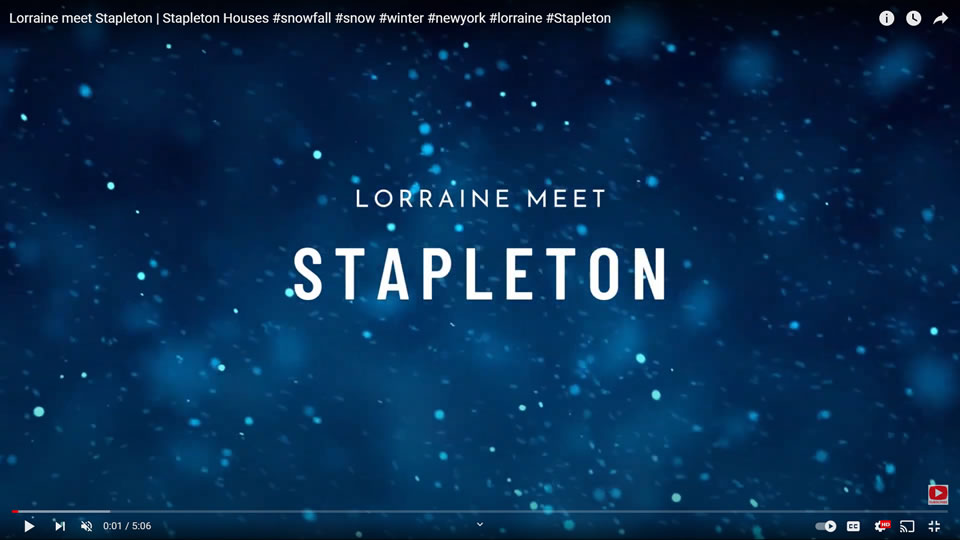 Lorraine meet Stapleton | Stapleton Houses #snowfall #snow #winter #newyork #lorraine #Stapleton
LORRAINE MEET
STAPLETON
0:01 / 5:06
CC
HD